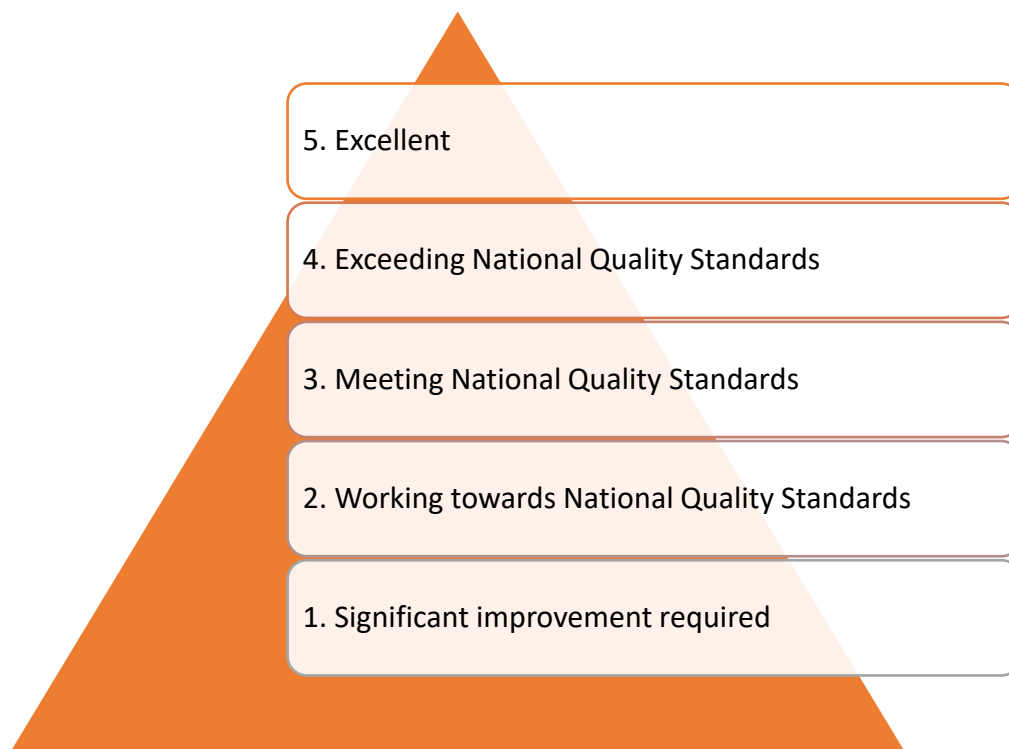 5. Excellent
4. Exceeding National Quality Standards
3. Meeting National Quality Standards
2. Working towards National Quality Standards
1. Significant improvement required